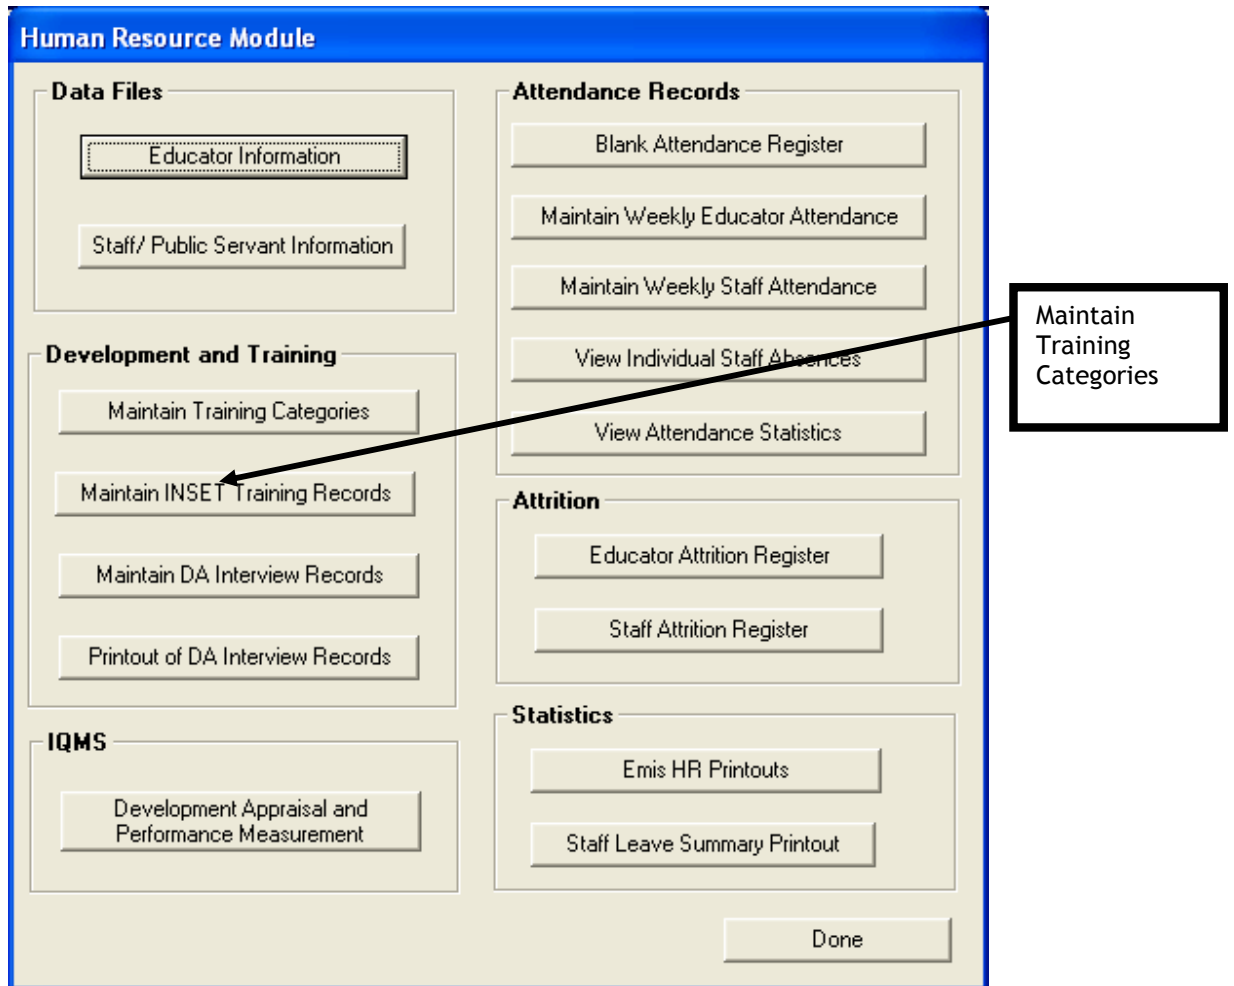 Human Resource Module
Data Files
Educator Information
Staff/ Public Servant Information
Development and Training
Maintain Training Categories
Maintain INSET Training Records
Maintain DA Interview Records
Printout of DA Interview Records
IQMS
Development Appraisal and
Performance Measurement
Attendance Records
Blank Attendance Register
Maintain Weekly Educator Attendance
Maintain Weekly Staff Attendance
View Individual Staff Absences
View Attendance Statistics
Attrition
Educator Attrition Register
Staff Attrition Register
Statistics
Emis HR Printouts
Staff Leave Summary Printout
Done
Maintain
Training
Categories